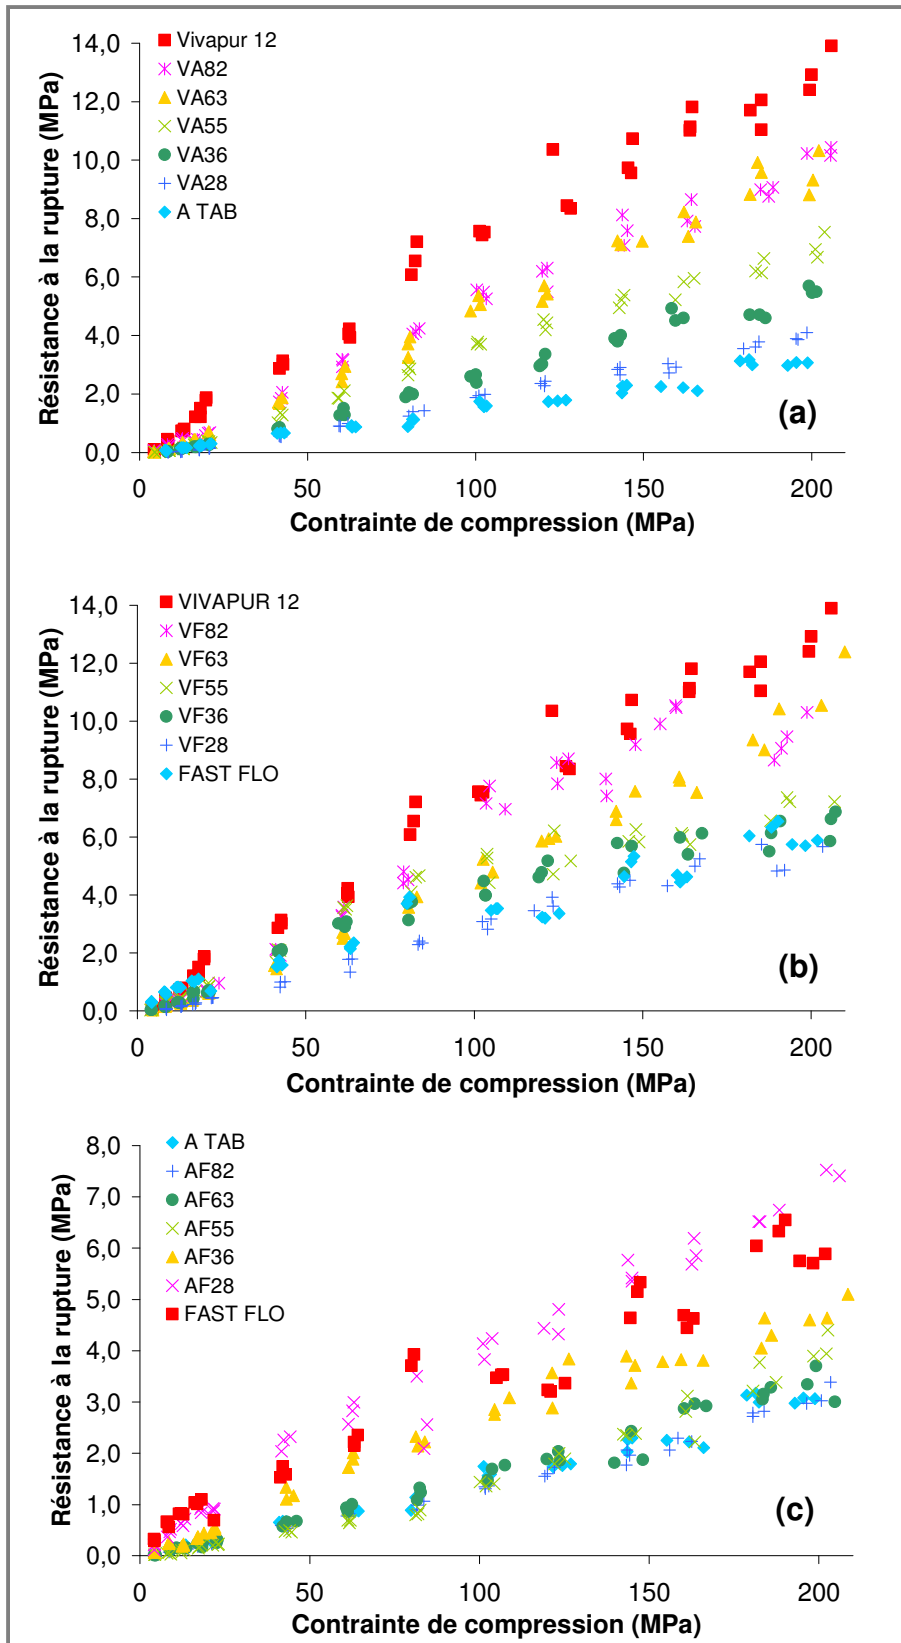 14,0
12,0
10,0
8,0
6,0
4,0
2,0
0,0
Résistance à la rupture (MPa)
Vivapur 12
VA82
VA63
VA55
VA36
VA28
A TAB
(a)
0 50 100 150 200
Contrainte de compression (MPa)
14,0
12,0
10,0
8,0
6,0
4,0
2,0
0,0
Résistance à la rupture (MPa)
VIVAPUR 12
VF82
VF63
VF55
VF36
VF28
FAST FLO
(b)
0 50 100 150 200
Contrainte de compression (MPa)
8,0
7,0
6,0
5,0
4,0
3,0
2,0
1,0
0,0
Résistance à la rupture (MPa)
A TAB
AF82
AF63
AF55
AF36
AF28
FAST FLO
(c)
0 50 100 150 200
Contrainte de compression (MPa)